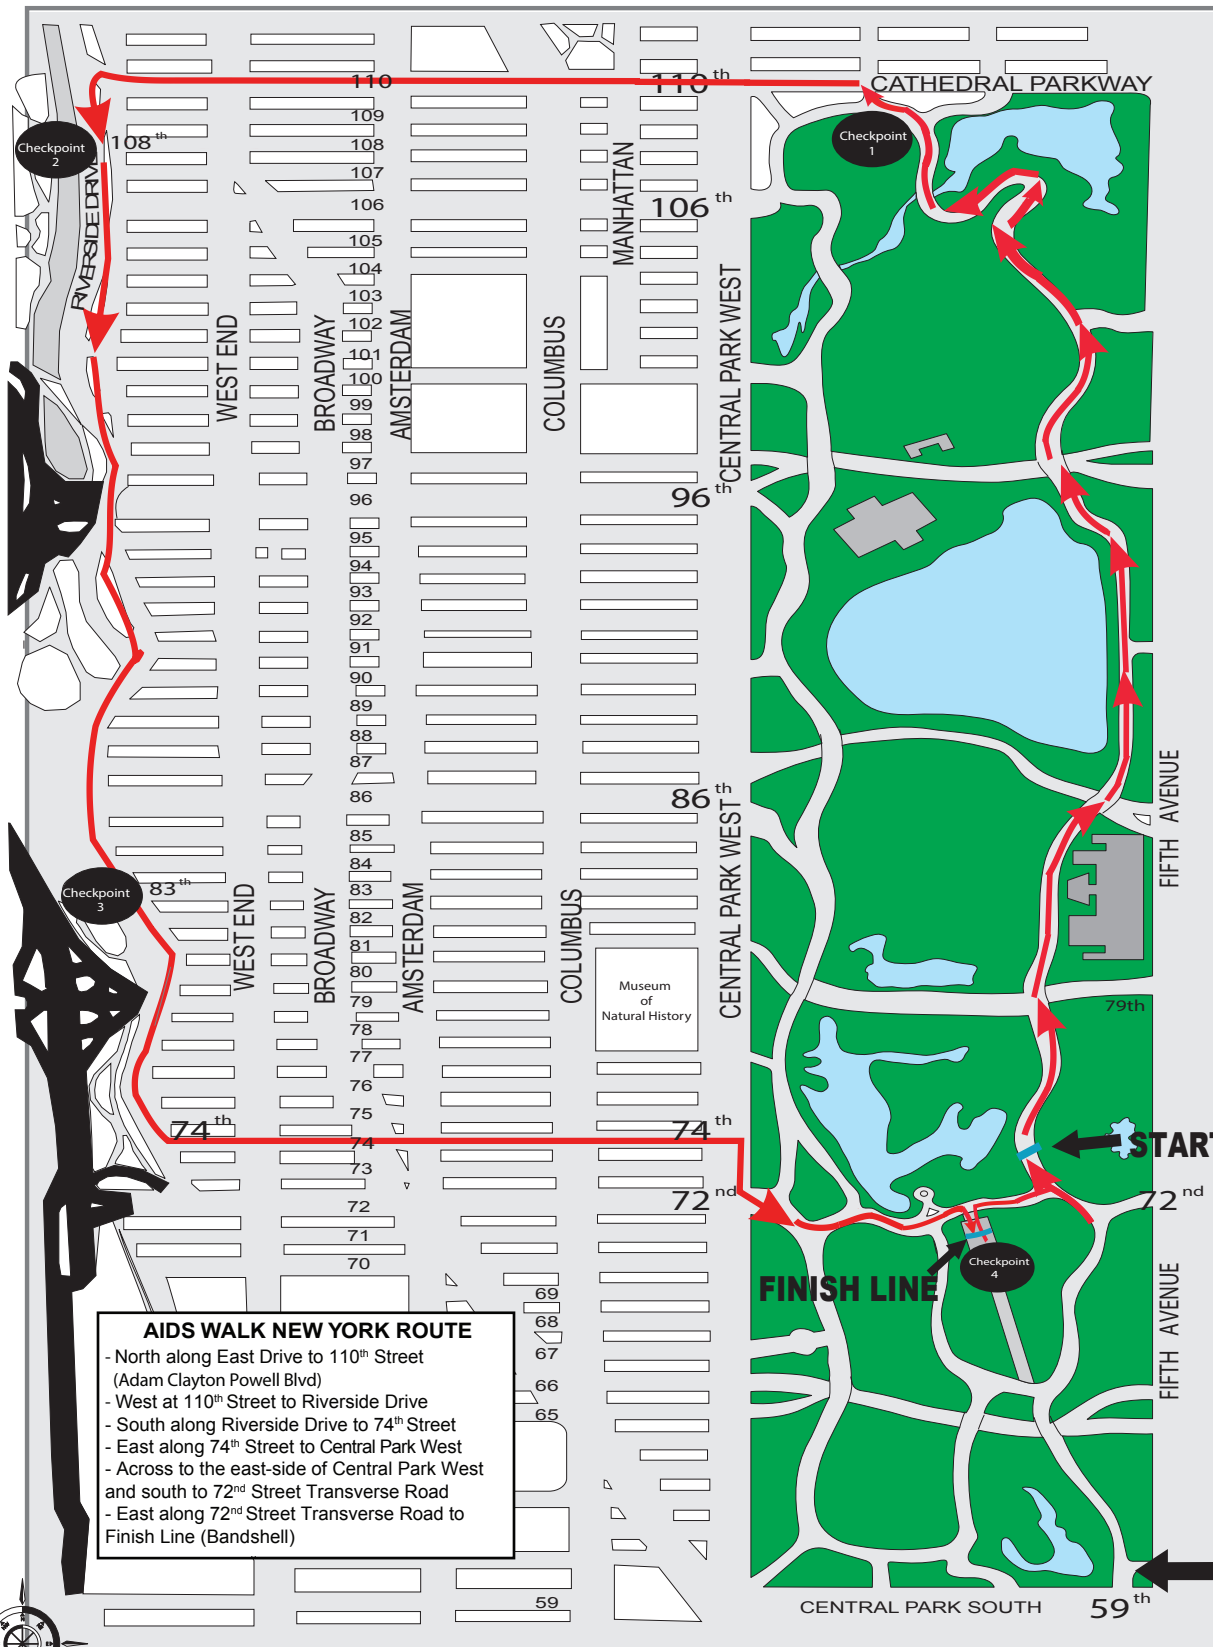 110
110th
CATHEDRAL PARKWAY
109
Checkpoint
1
Checkpoint
2
108th
108
107
106
106th
RIVERSIDE DRIVE
MANHATTAN
105
104
103
102
101
100
99
98
97
96
96th
WEST END
BROADWAY
AMSTERDAM
COLUMBUS
CENTRAL PARK WEST
95
94
93
92
91
90
89
88
87
86
86th
FIFTH AVENUE
85
84
83
Checkpoint
3
83th
82
81
80
79
WEST END
BROADWAY
AMSTERDAM
COLUMBUS
CENTRAL PARK WEST
Museum
of
Natural History
79th
78
77
76
75
74th
74
74th
START
73
72
72nd
72nd
71
70
Checkpoint
4
FINISH LINE
69
68
67
66
65
FIFTH AVENUE
AIDS WALK NEW YORK ROUTE
- North along East Drive to 110th Street
(Adam Clayton Powell Blvd)
- West at 110th Street to Riverside Drive
- South along Riverside Drive to 74th Street
- East along 74th Street to Central Park West
- Across to the east-side of Central Park West
and south to 72nd Street Transverse Road
- East along 72nd Street Transverse Road to
Finish Line (Bandshell)
59
CENTRAL PARK SOUTH
59th